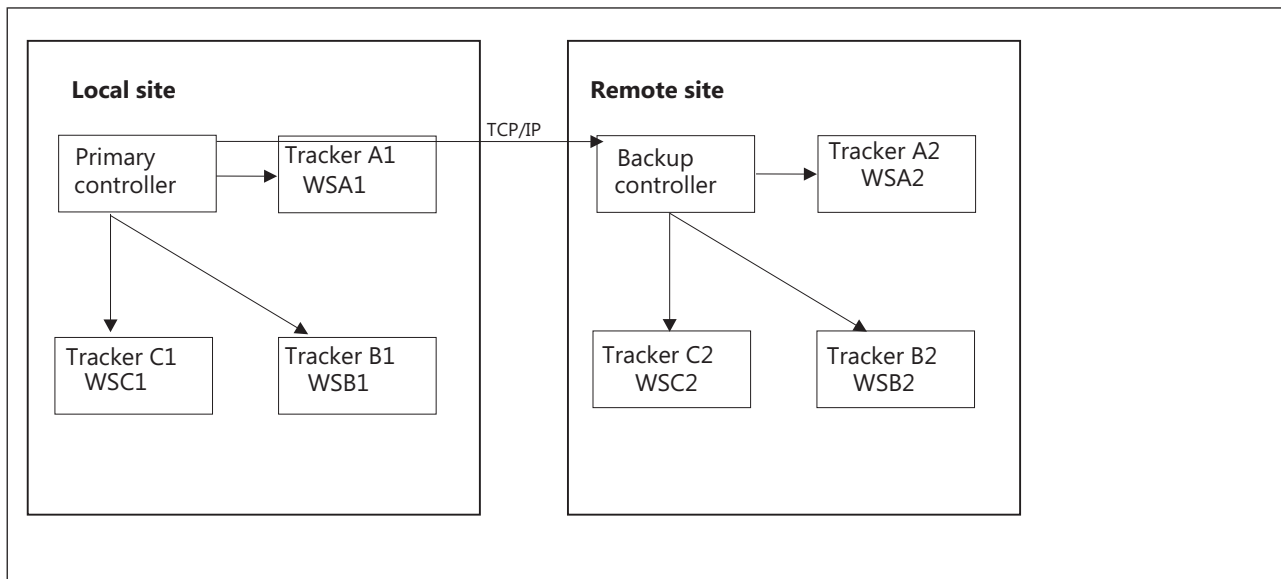 Local site
Primary
controller
Tracker A1
WSA1
Tracker C1
WSC1
Tracker B1
WSB1
TCP/IP
Remote site
Backup
controller
Tracker A2
WSA2
Tracker C2
WSC2
Tracker B2
WSB2